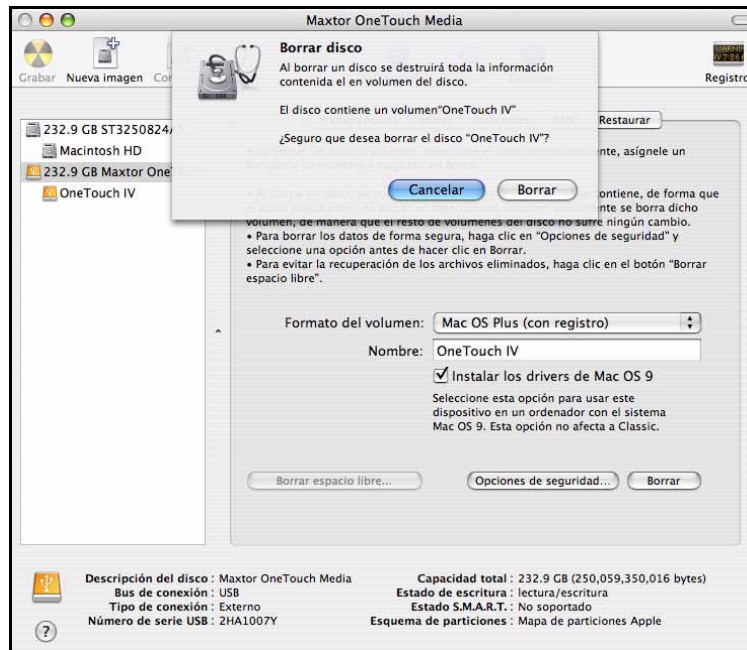 Maxtor OneTouch Media
Borrar disco
Al borrar un disco se destruirá toda la información
contenida el en volumen del disco.
El disco contiene un volumen"OneTouch IV"
¿Seguro que desea borrar el disco "OneTouch IV"?
Cancelar Borrar
Grabar Nueva imagen Registro
Restaurar
232.9 GB ST3250824
Macintosh HD
232.9 GB Maxtor One
OneTouch IV
asígnele un
contiene, de forma que
se borra dicho
volumen, de manera que el resto de volúmenes del disco no sufre ningún cambio.
• Para borrar los datos de forma segura, haga clic en "Opciones de seguridad" y
seleccione una opción antes de hacer clic en Borrar.
• Para evitar la recuperación de los archivos eliminados, haga clic en el botón "Borrar
espacio libre".
Formato del volumen: Mac OS Plus (con registro)
Nombre: OneTouch IV
Instalar los drivers de Mac OS 9
Seleccione esta opción para usar este
dispositivo en un ordenador con el sistema
Mac OS 9. Esta opción no afecta a Classic.
Borrar espacio libre... Opciones de seguridad... Borrar
Descripción del disco : Maxtor OneTouch Media Capacidad total : 232.9 GB (250,059,350,016 bytes)
Bus de conexión : USB Estado de escritura : lectura/escritura
Tipo de conexión : Externo Estado S.M.A.R.T. : No soportado
Número de serie USB : 2HA1007Y Esquema de particiones : Mapa de particiones Apple
?